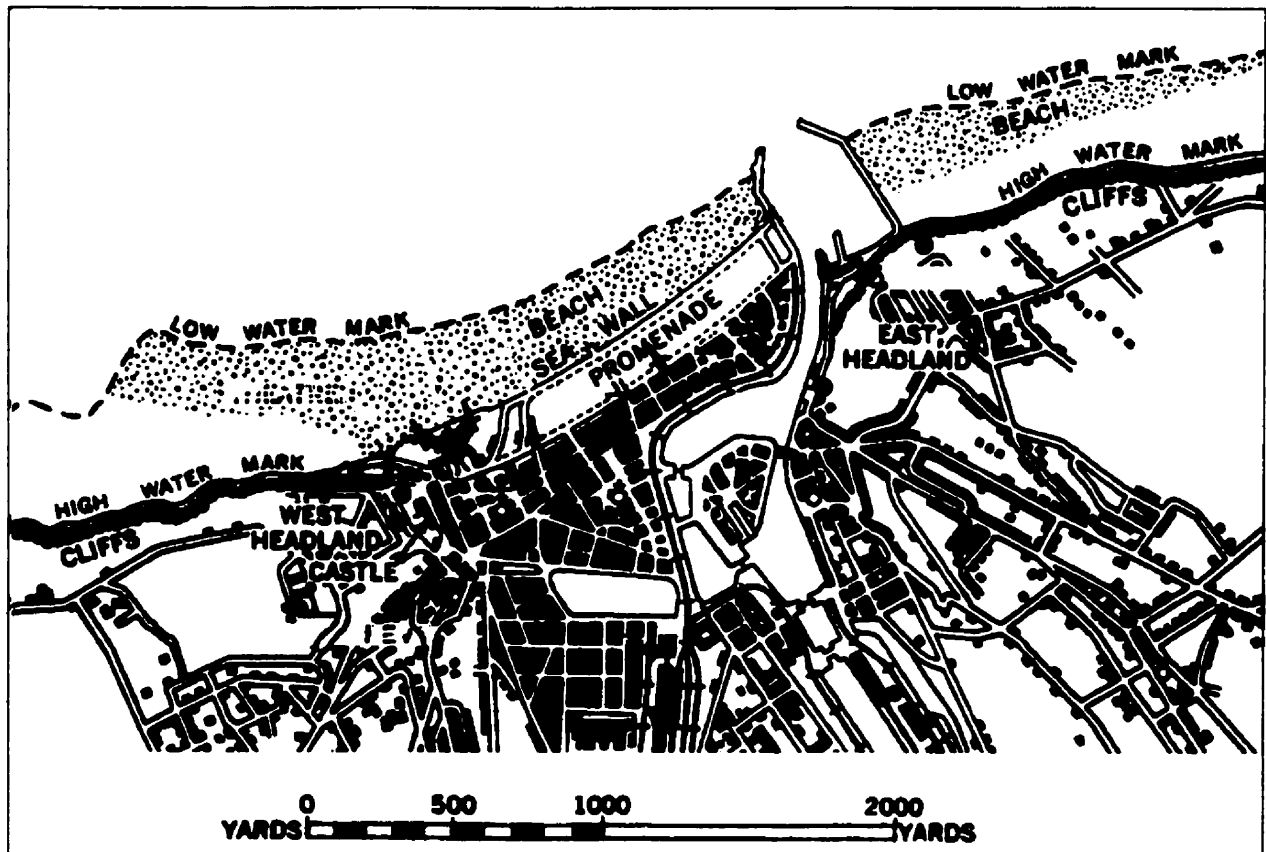 LOW WATER MARK
BEACH
HIGH WATER MARK
CLIFFS
LOW WATER MARK
BEACH
SEA WALL
PROMENADE
EAST
HEADLAND
HIGH WATER MARK
CLIFFS
WEST
HEADLAND
CASTLE
0 500 1000 2000
YARDS YARDS